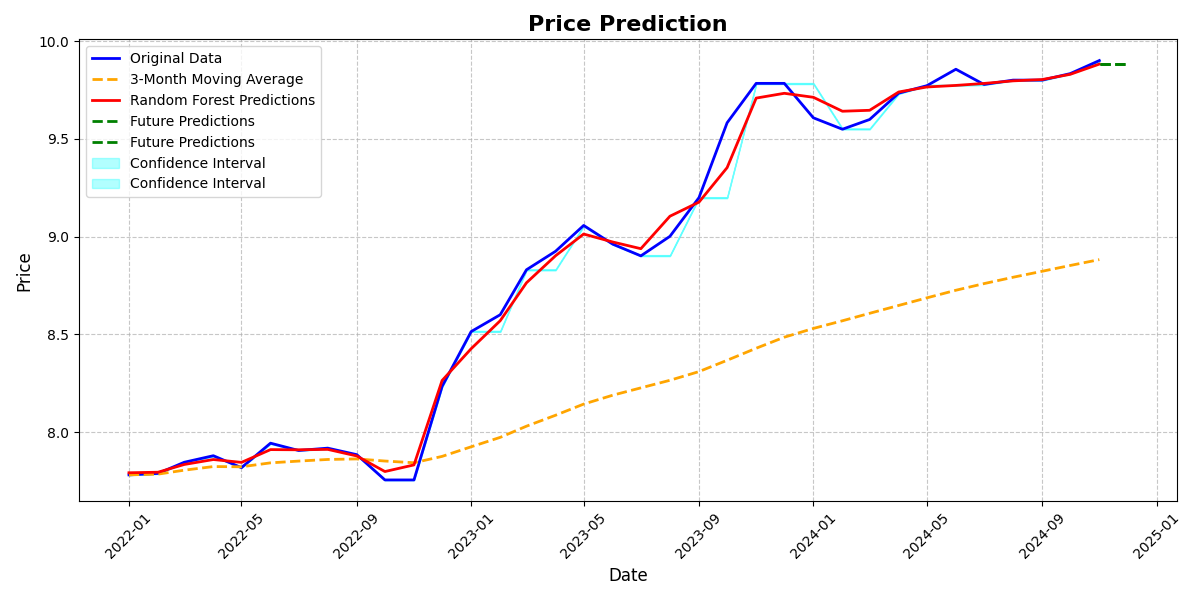 Price Prediction
Original Data
3-Month Moving Average
Random Forest Predictions
Future Predictions
Future Predictions
Confidence Interval
Confidence Interval
10.0
9.5
9.0
8.5
8.0
Price
2022-01
2022-05
2022-09
2023-01
2023-05
2023-09
2024-01
2024-05
2024-09
2025-01
Date